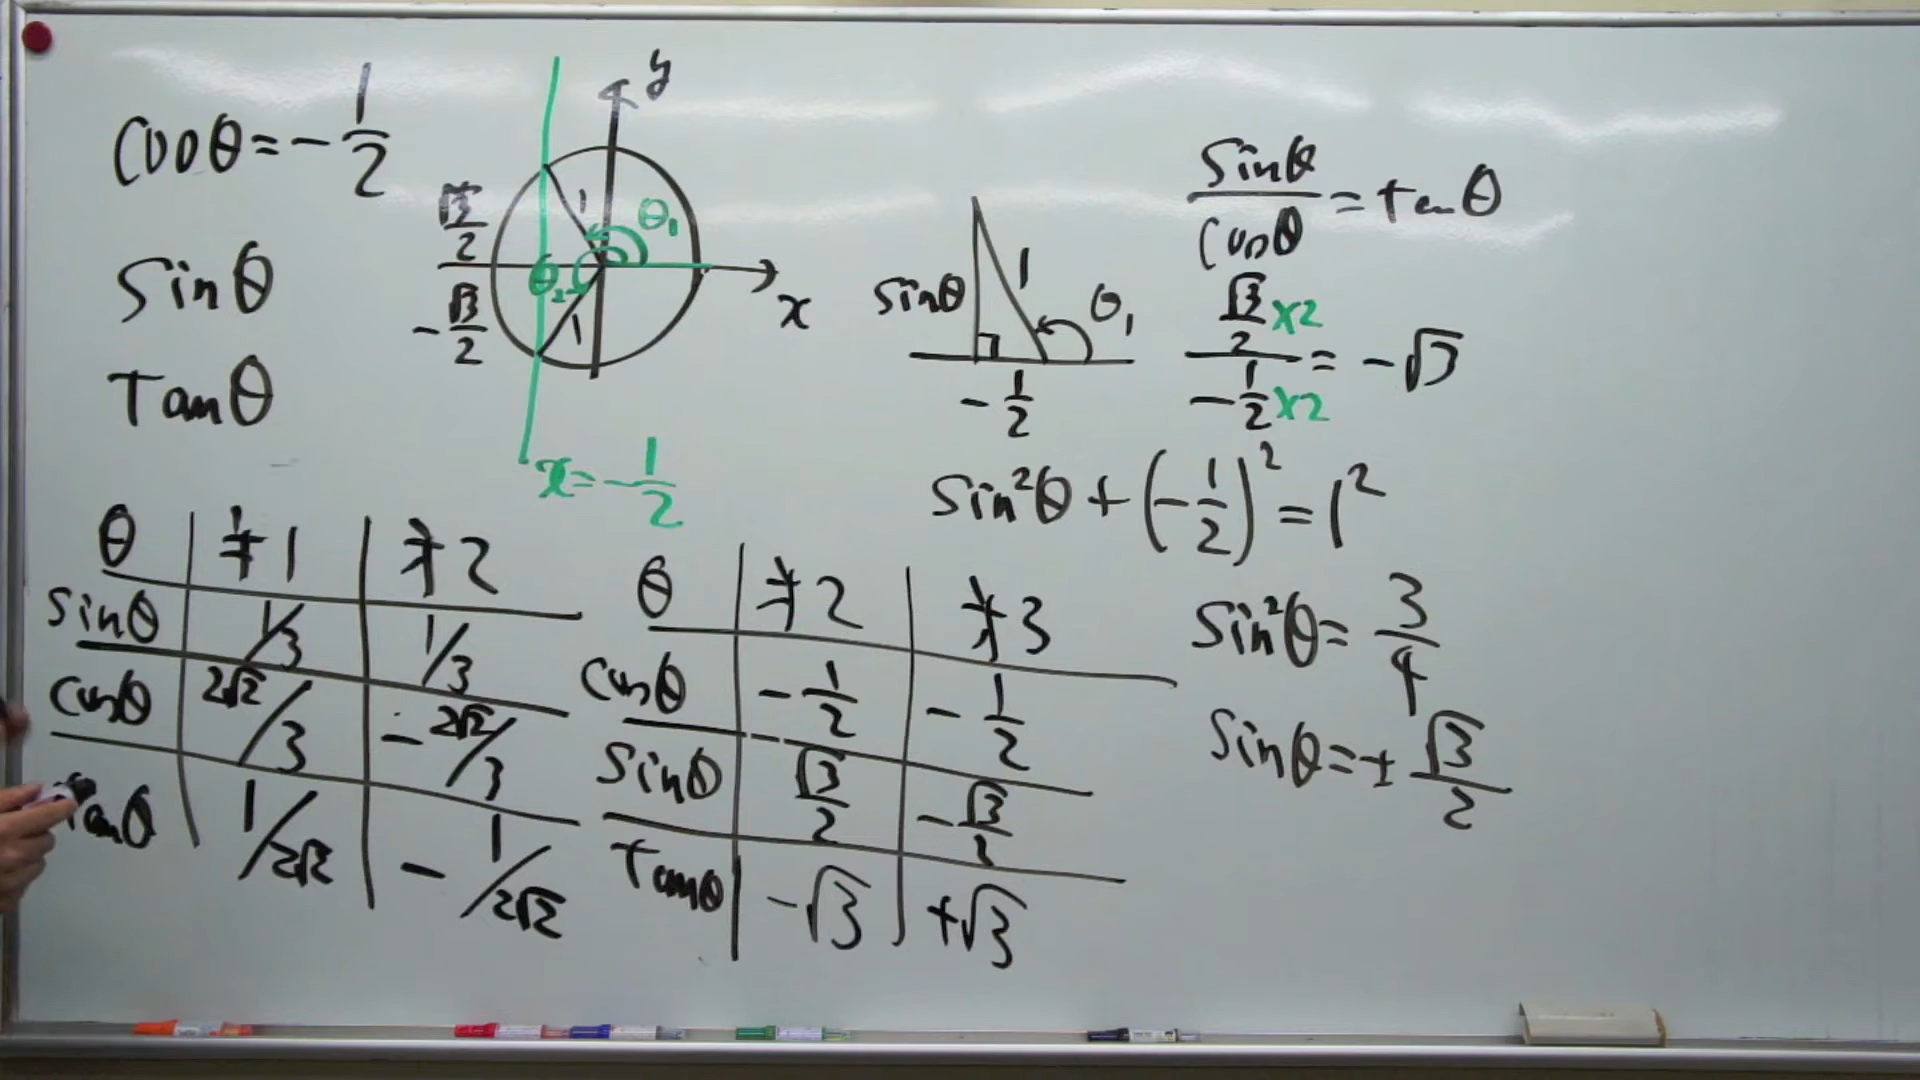 cosθ = -1/2
sinθ
Tanθ
y
x
θ₁
θ₂
1
1
√3/2
-√3/2
x = -1/2
sinθ
1
θ₁
-1/2
sinθ/cosθ = tanθ
(√3/2 ×2)/(-1/2 ×2) = -√3
sin²θ + (-1/2)² = 1²
sin²θ = 3/4
sinθ = ±√3/2
θ | 才1 | 才2
sinθ | 1/3 | 1/3
cosθ | 2√2/3 | -2√2/3
tanθ | 1/2√2 | -1/2√2
θ | 才2 | 才3
cosθ | -1/2 | -1/2
sinθ | √3/2 | -√3/2
Tanθ | -√3 | +√3